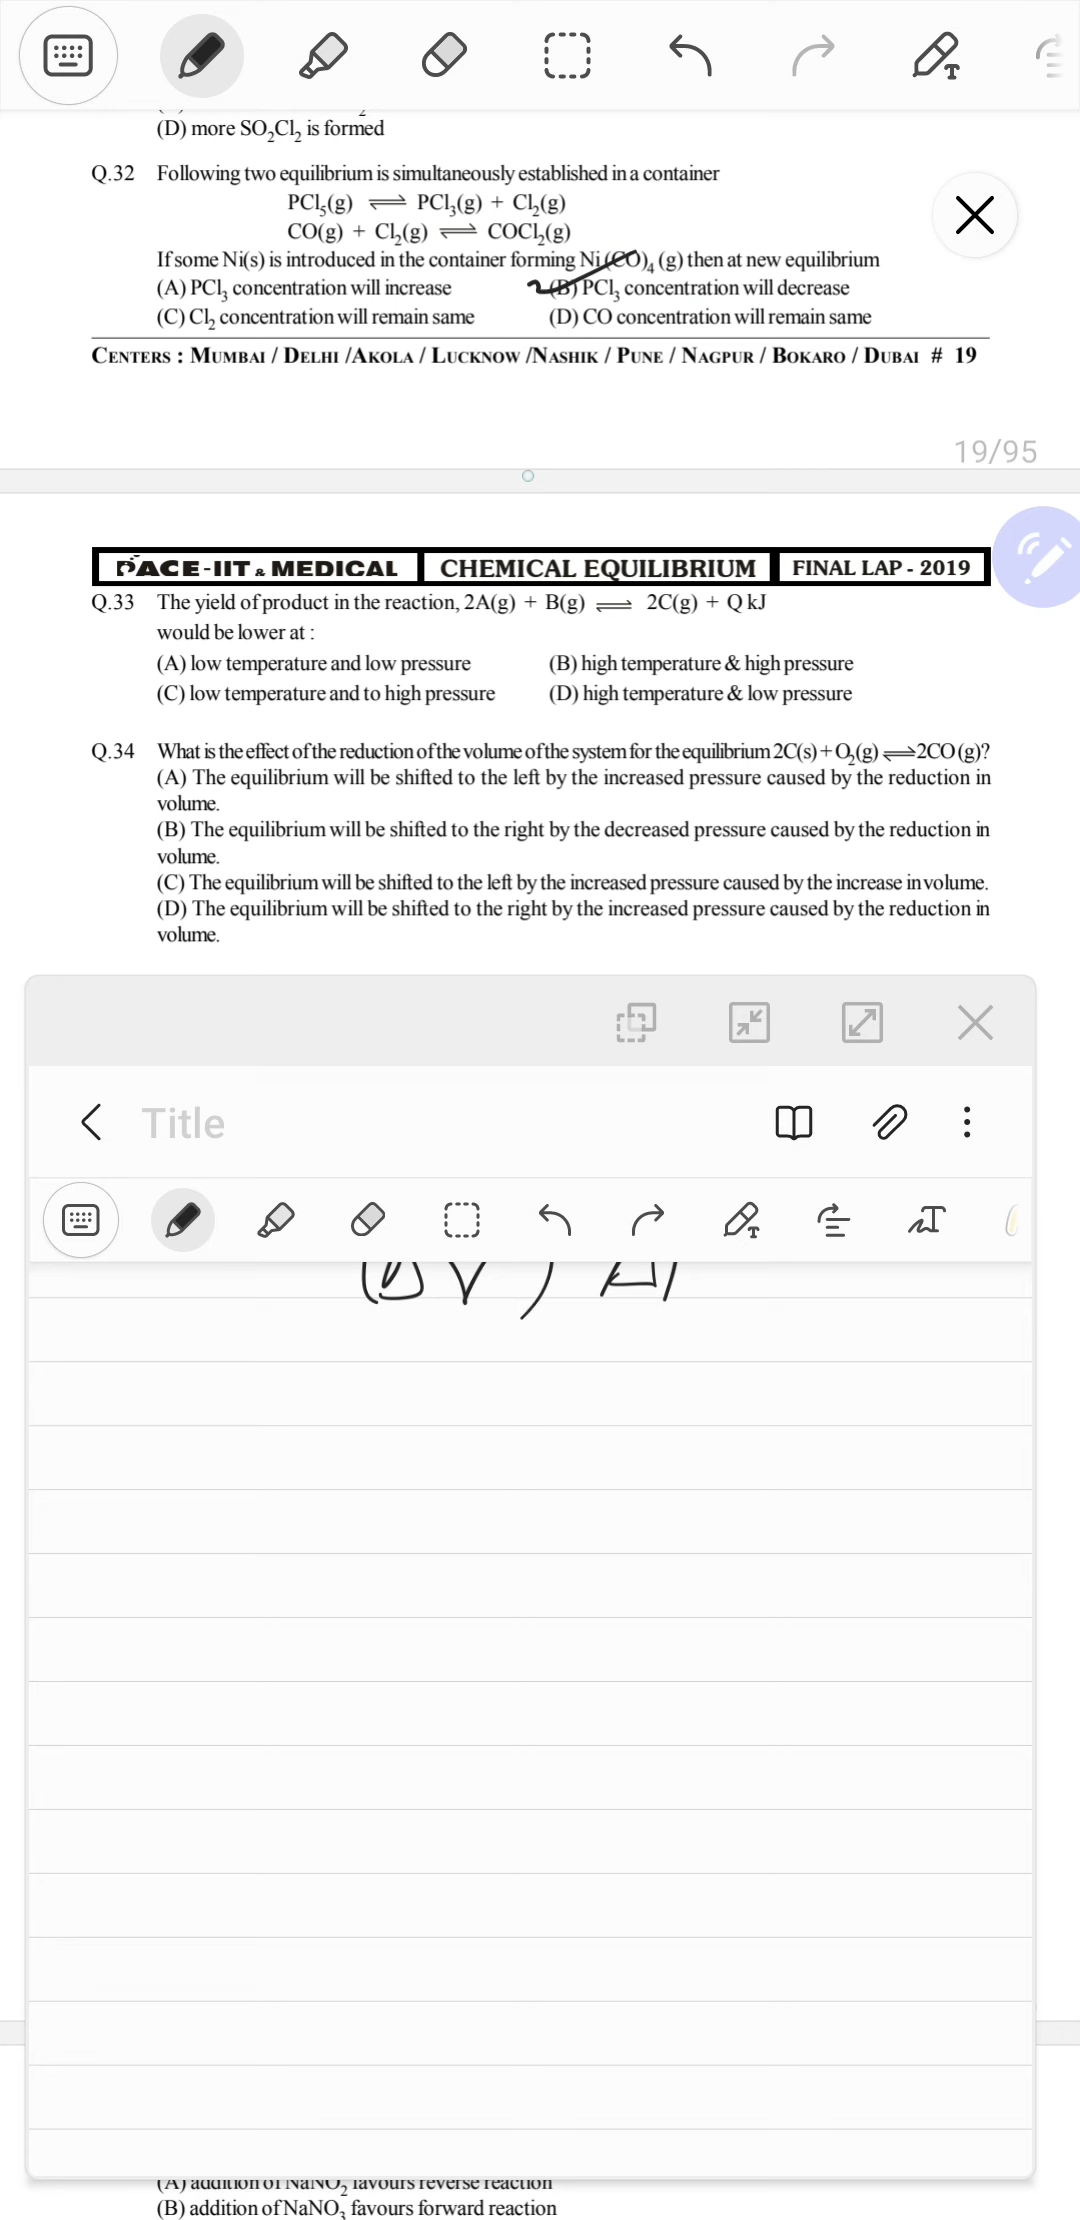 (D) more SO₂Cl₂ is formed
Q.32 Following two equilibrium is simultaneously established in a container
PCl₅(g) ⇌ PCl₃(g) + Cl₂(g)
CO(g) + Cl₂(g) ⇌ COCl₂(g)
If some Ni(s) is introduced in the container forming Ni(CO)₄ (g) then at new equilibrium
(A) PCl₃ concentration will increase (B) PCl₃ concentration will decrease
(C) Cl₂ concentration will remain same (D) CO concentration will remain same
CENTERS : MUMBAI / DELHI /AKOLA / LUCKNOW /NASHIK / PUNE / NAGPUR / BOKARO / DUBAI # 19
19/95
PACE-IIT & MEDICAL CHEMICAL EQUILIBRIUM FINAL LAP - 2019
Q.33 The yield of product in the reaction, 2A(g) + B(g) ⇌ 2C(g) + Q kJ
would be lower at :
(A) low temperature and low pressure (B) high temperature & high pressure
(C) low temperature and to high pressure (D) high temperature & low pressure
Q.34 What is the effect of the reduction of the volume of the system for the equilibrium 2C(s) + O₂(g) ⇌ 2CO (g)?
(A) The equilibrium will be shifted to the left by the increased pressure caused by the reduction in
volume.
(B) The equilibrium will be shifted to the right by the decreased pressure caused by the reduction in
volume.
(C) The equilibrium will be shifted to the left by the increased pressure caused by the increase in volume.
(D) The equilibrium will be shifted to the right by the increased pressure caused by the reduction in
volume.
Title
(A) addition of NaNO₂ favours reverse reaction
(B) addition of NaNO₃ favours forward reaction